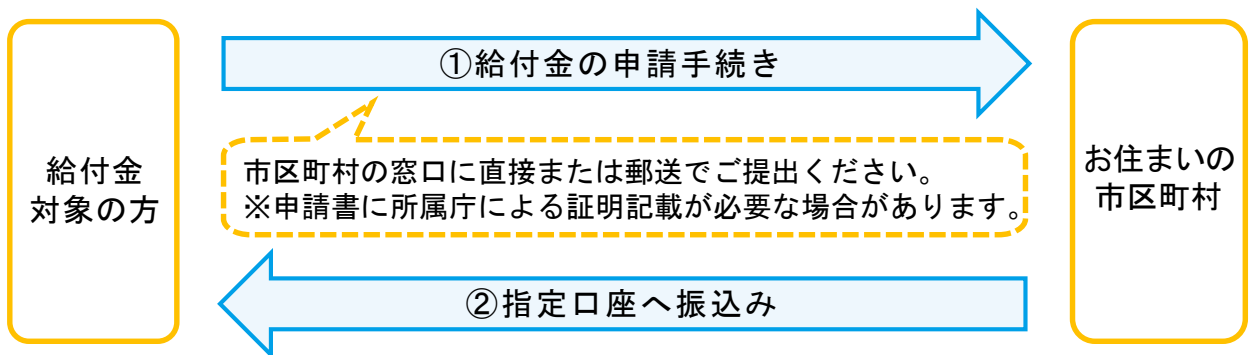 給付金
対象の方
①給付金の申請手続き
市区町村の窓口に直接または郵送でご提出ください。
※申請書に所属庁による証明記載が必要な場合があります。
②指定口座へ振込み
お住まいの
市区町村